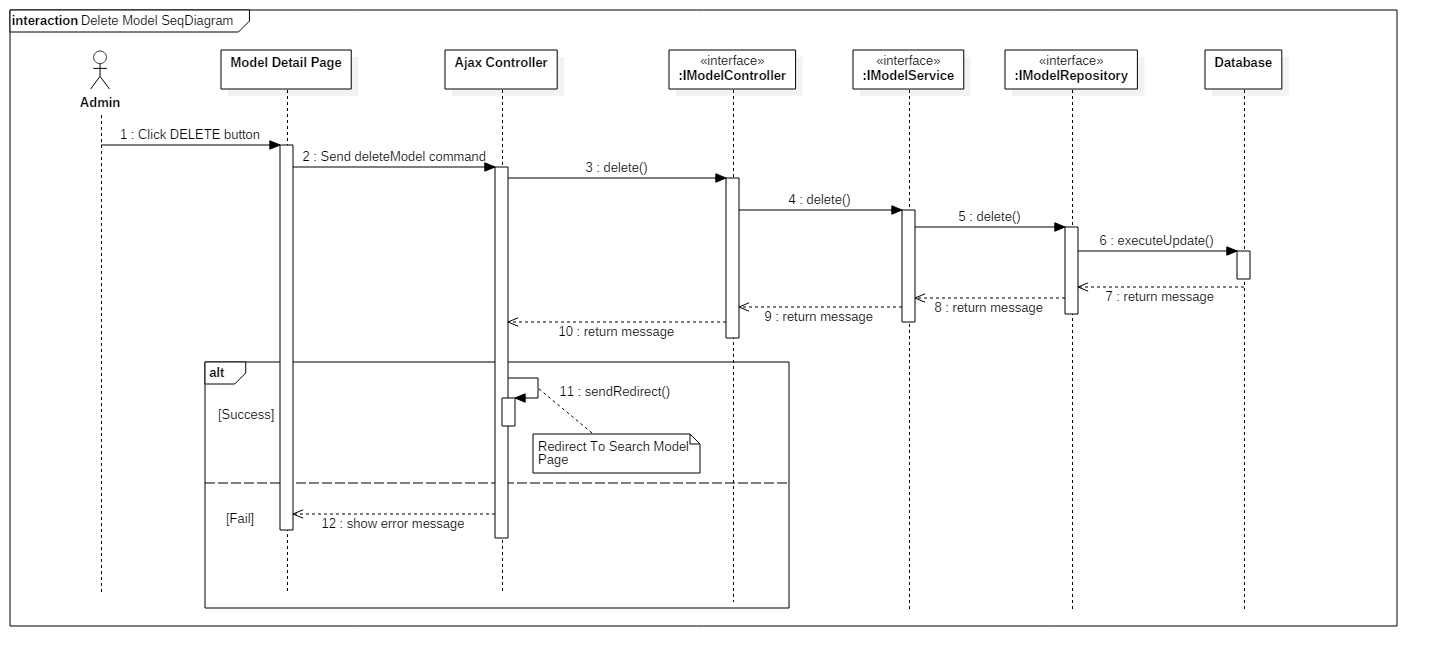 interaction Delete Model SeqDiagram
Admin
Model Detail Page
Ajax Controller
«interface»
:IModelController
«interface»
:IModelService
«interface»
:IModelRepository
Database
1 : Click DELETE button
2 : Send deleteModel command
3 : delete()
4 : delete()
5 : delete()
6 : executeUpdate()
7 : return message
8 : return message
9 : return message
10 : return message
alt
[Success]
11 : sendRedirect()
Redirect To Search Model
Page
[Fail]
12 : show error message